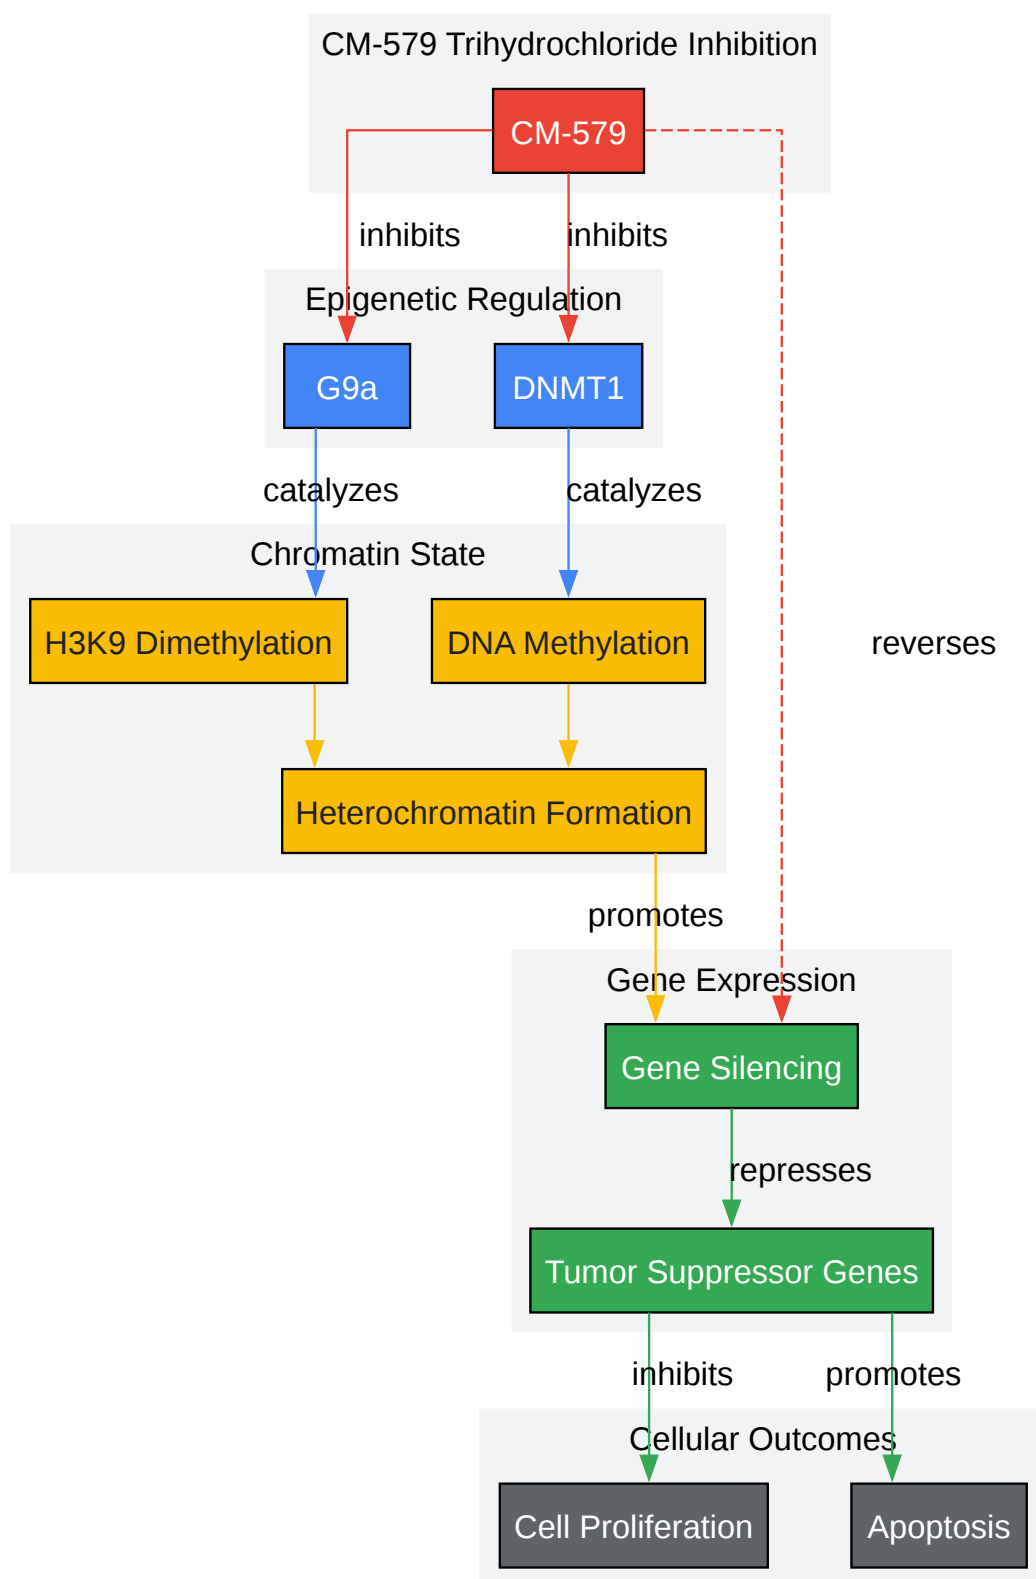 CM-579 Trihydrochloride Inhibition
CM-579
inhibits
inhibits
Epigenetic Regulation
G9a
DNMT1
catalyzes
catalyzes
Chromatin State
H3K9 Dimethylation
DNA Methylation
reverses
Heterochromatin Formation
promotes
Gene Expression
Gene Silencing
represses
Tumor Suppressor Genes
inhibits
promotes
Cellular Outcomes
Cell Proliferation
Apoptosis